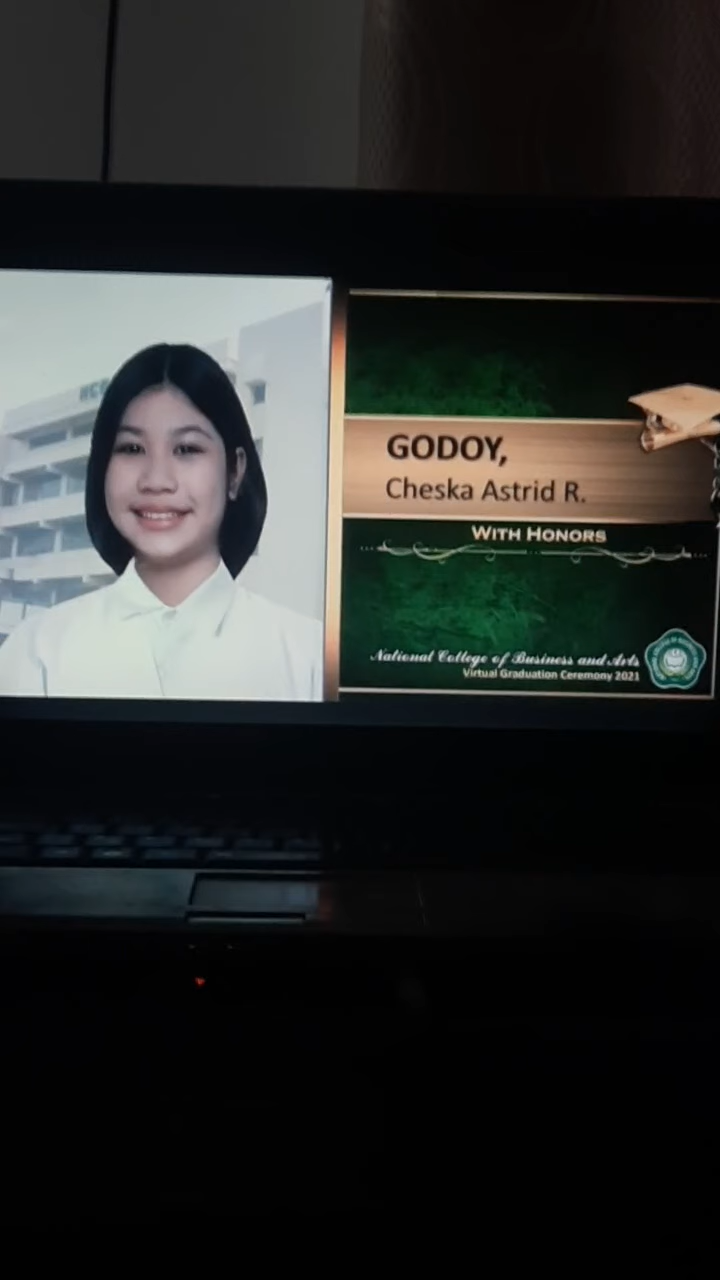 GODOY,
Cheska Astrid R.
WITH HONORS
National College of Business and Arts
Virtual Graduation Ceremony 2021